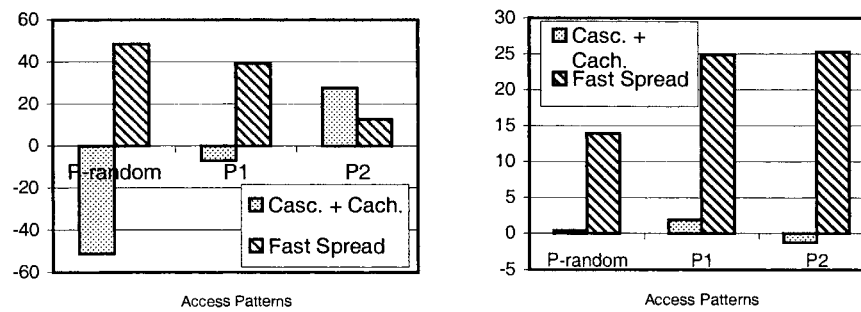 60
40
20
0
-20
-40
-60
P-random P1 P2
Casc. + Cach.
Fast Spread
Access Patterns
30
25
20
15
10
5
0
-5
Casc. +
Cach.
Fast Spread
P-random P1 P2
Access Patterns